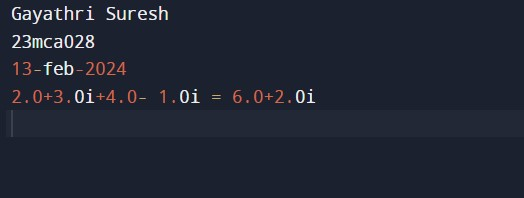 Gayathri Suresh
23mca028
13-feb-2024
2.0+3.0i+4.0- 1.0i = 6.0+2.0i